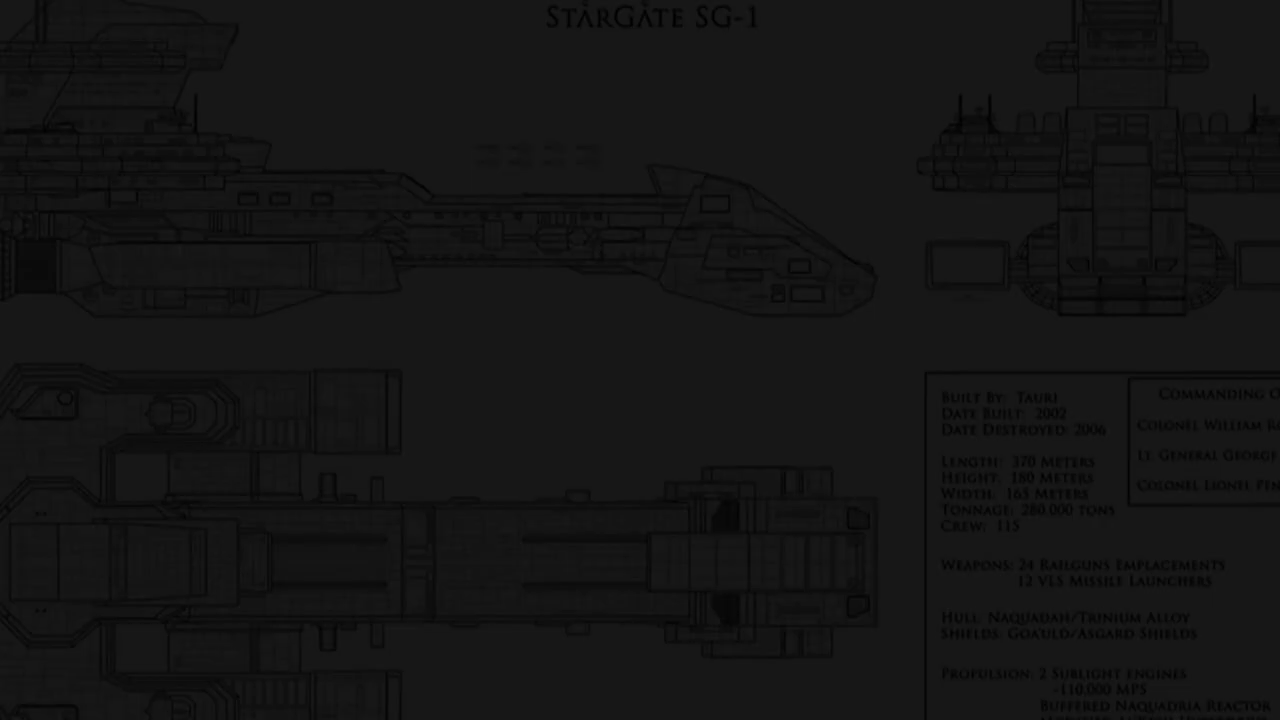 StarGate SG-1
Built By: Tauri
Date Built: 2002
Date Destroyed: 2006
Length: 370 Meters
Height: 180 Meters
Width: 165 Meters
Tonnage: 280,000 tons
Crew: 115
Commanding
Colonel William
Lt. General George
Colonel Lionel
Weapons: 24 Railguns Emplacements
12 VLS Missile Launchers
Hull: Naquadah/Trinium Alloy
Shields: Goa'uld/Asgard Shields
Propulsion: 2 Sublight engines
~110,000 MPS
Buffered Naquadria Reactor